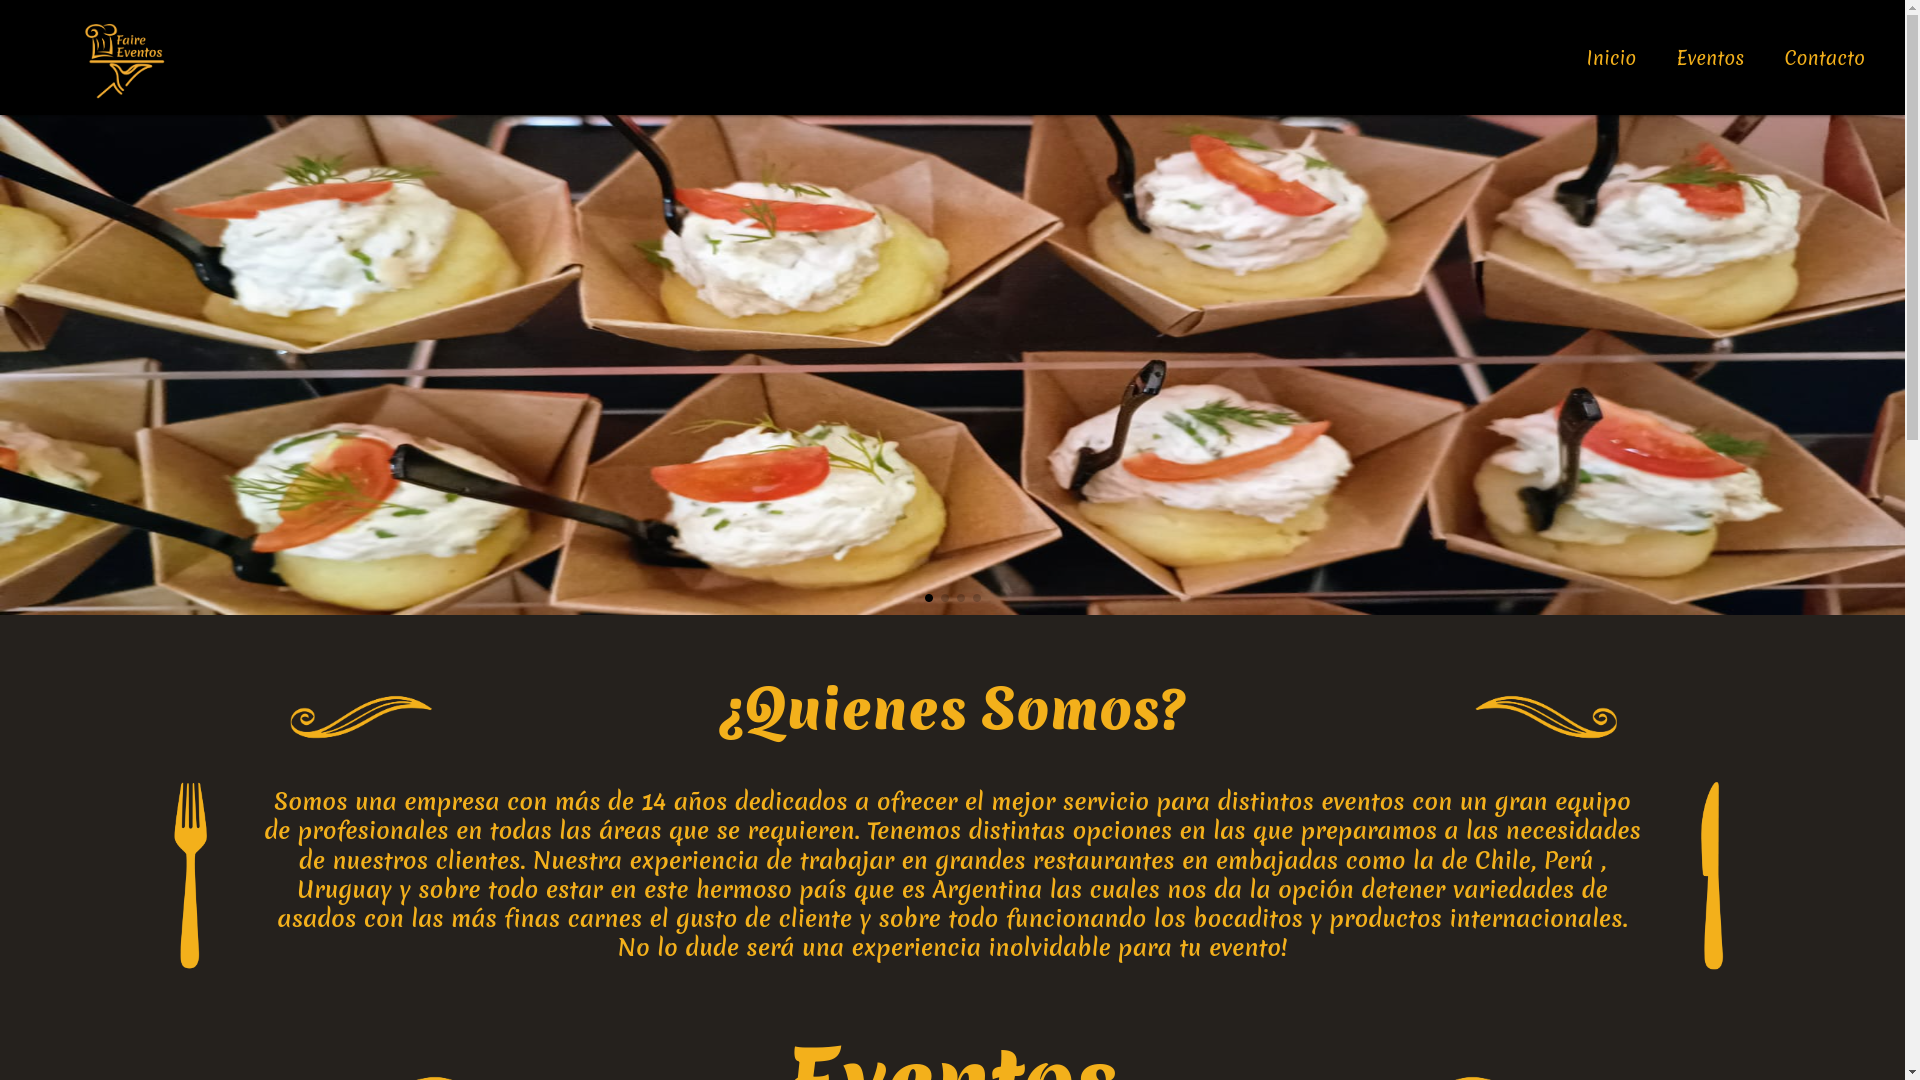 Faire
Eventos
Inicio
Eventos
Contacto
¿Quienes Somos?
Somos una empresa con más de 14 años dedicados a ofrecer el mejor servicio para distintos eventos con un gran equipo
de profesionales en todas las áreas que se requieren. Tenemos distintas opciones en las que preparamos a las necesidades
de nuestros clientes. Nuestra experiencia de trabajar en grandes restaurantes en embajadas como la de Chile, Perú ,
Uruguay y sobre todo estar en este hermoso país que es Argentina las cuales nos da la opción detener variedades de
asados con las más finas carnes el gusto de cliente y sobre todo funcionando los bocaditos y productos internacionales.
No lo dude será una experiencia inolvidable para tu evento!
Eventos